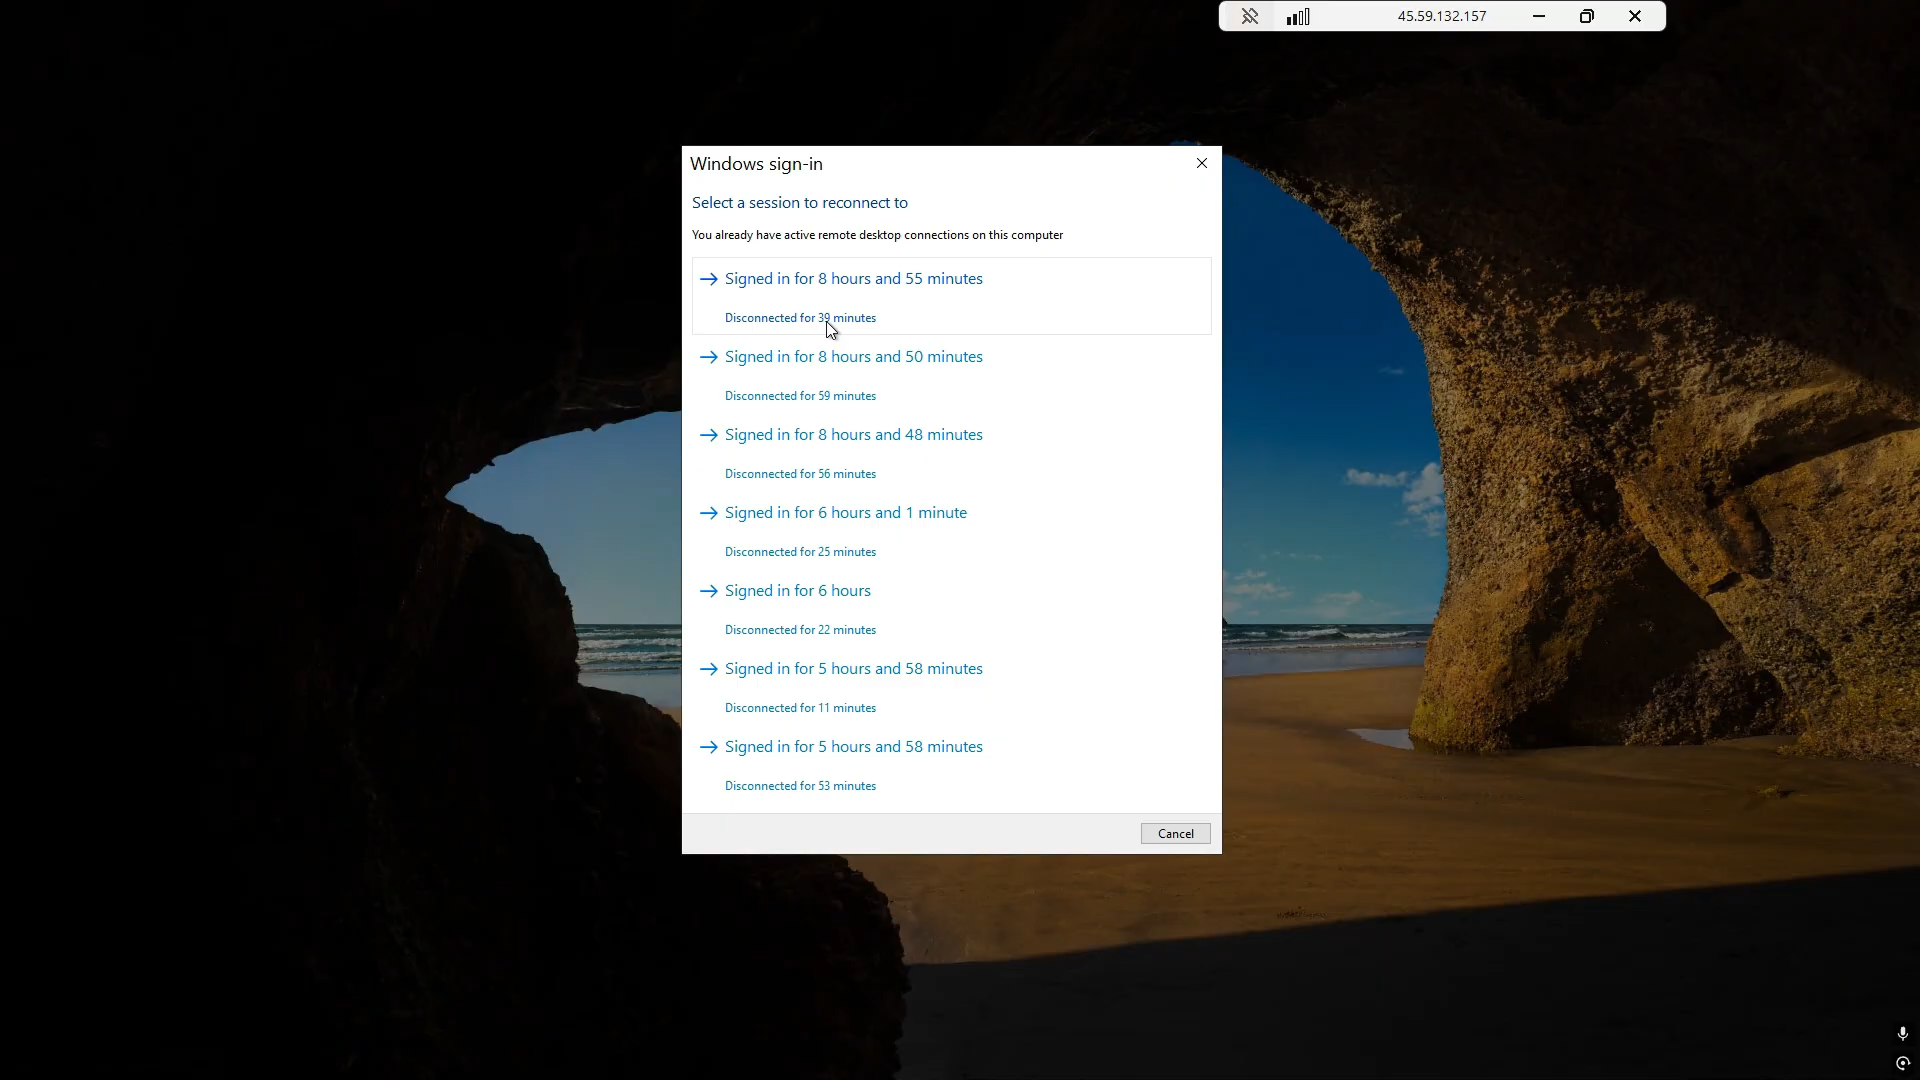 45.59.132.157
Windows sign-in
Select a session to reconnect to
You already have active remote desktop connections on this computer
Signed in for 8 hours and 55 minutes
Disconnected for 39 minutes
Signed in for 8 hours and 50 minutes
Disconnected for 59 minutes
Signed in for 8 hours and 48 minutes
Disconnected for 56 minutes
Signed in for 6 hours and 1 minute
Disconnected for 25 minutes
Signed in for 6 hours
Disconnected for 22 minutes
Signed in for 5 hours and 58 minutes
Disconnected for 11 minutes
Signed in for 5 hours and 58 minutes
Disconnected for 53 minutes
Cancel